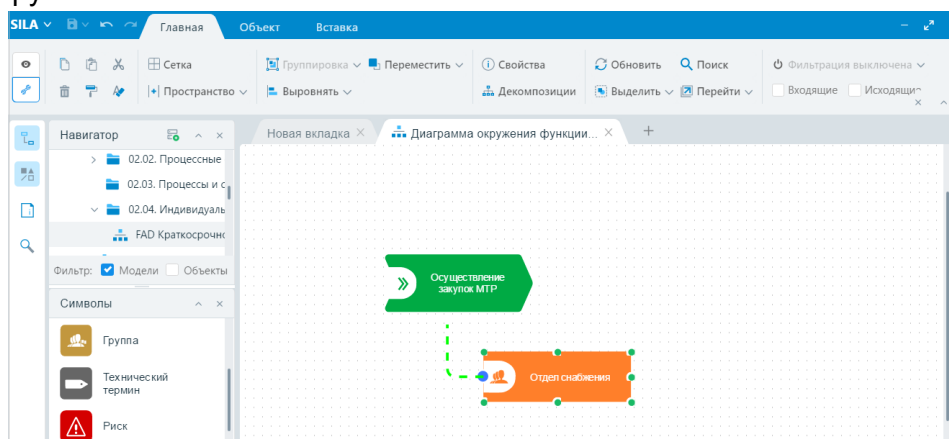 SILA
Главная
Объект
Вставка
Сетка
Группировка
Переместить
Свойства
Обновить
Поиск
Фильтрация выключена
Пространство
Выровнять
Декомпозиции
Выделить
Перейти
Входящие
Исходящи
Навигатор
Новая вкладка
Диаграмма окружения функции...
02.02. Процессные
02.03. Процессы и с
02.04. Индивидуаль
FAD Краткосрочно
Фильтр:
Модели
Объекты
Символы
Группа
Технический
термин
Риск
Осуществление
закупок МТР
Отдел снабжения